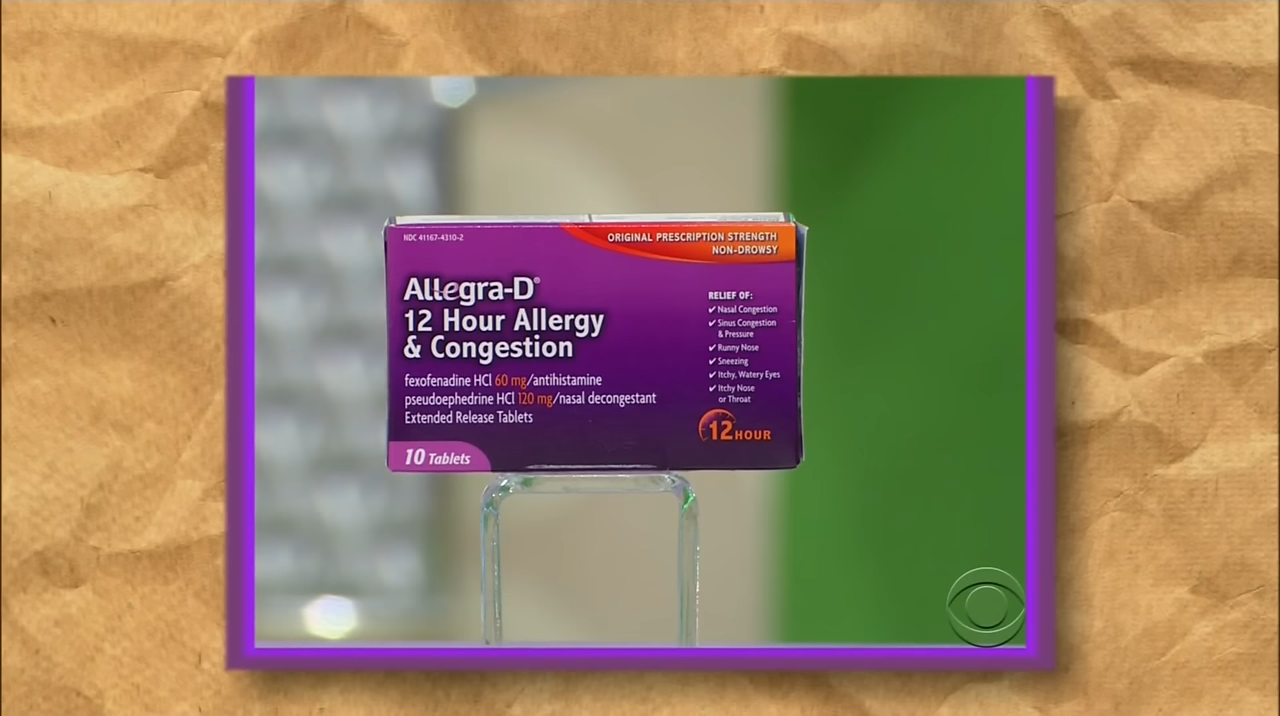 NDC 41167-4310-2
ORIGINAL PRESCRIPTION STRENGTH
NON-DROWSY
Allegra-D®
12 Hour Allergy
& Congestion
fexofenadine HCl 60 mg/antihistamine
pseudoephedrine HCl 120 mg/nasal decongestant
Extended Release Tablets
10 Tablets
RELIEF OF:
✔ Nasal Congestion
✔ Sinus Congestion
& Pressure
✔ Runny Nose
✔ Sneezing
✔ Itchy, Watery Eyes
✔ Itchy Nose
or Throat
12 HOUR